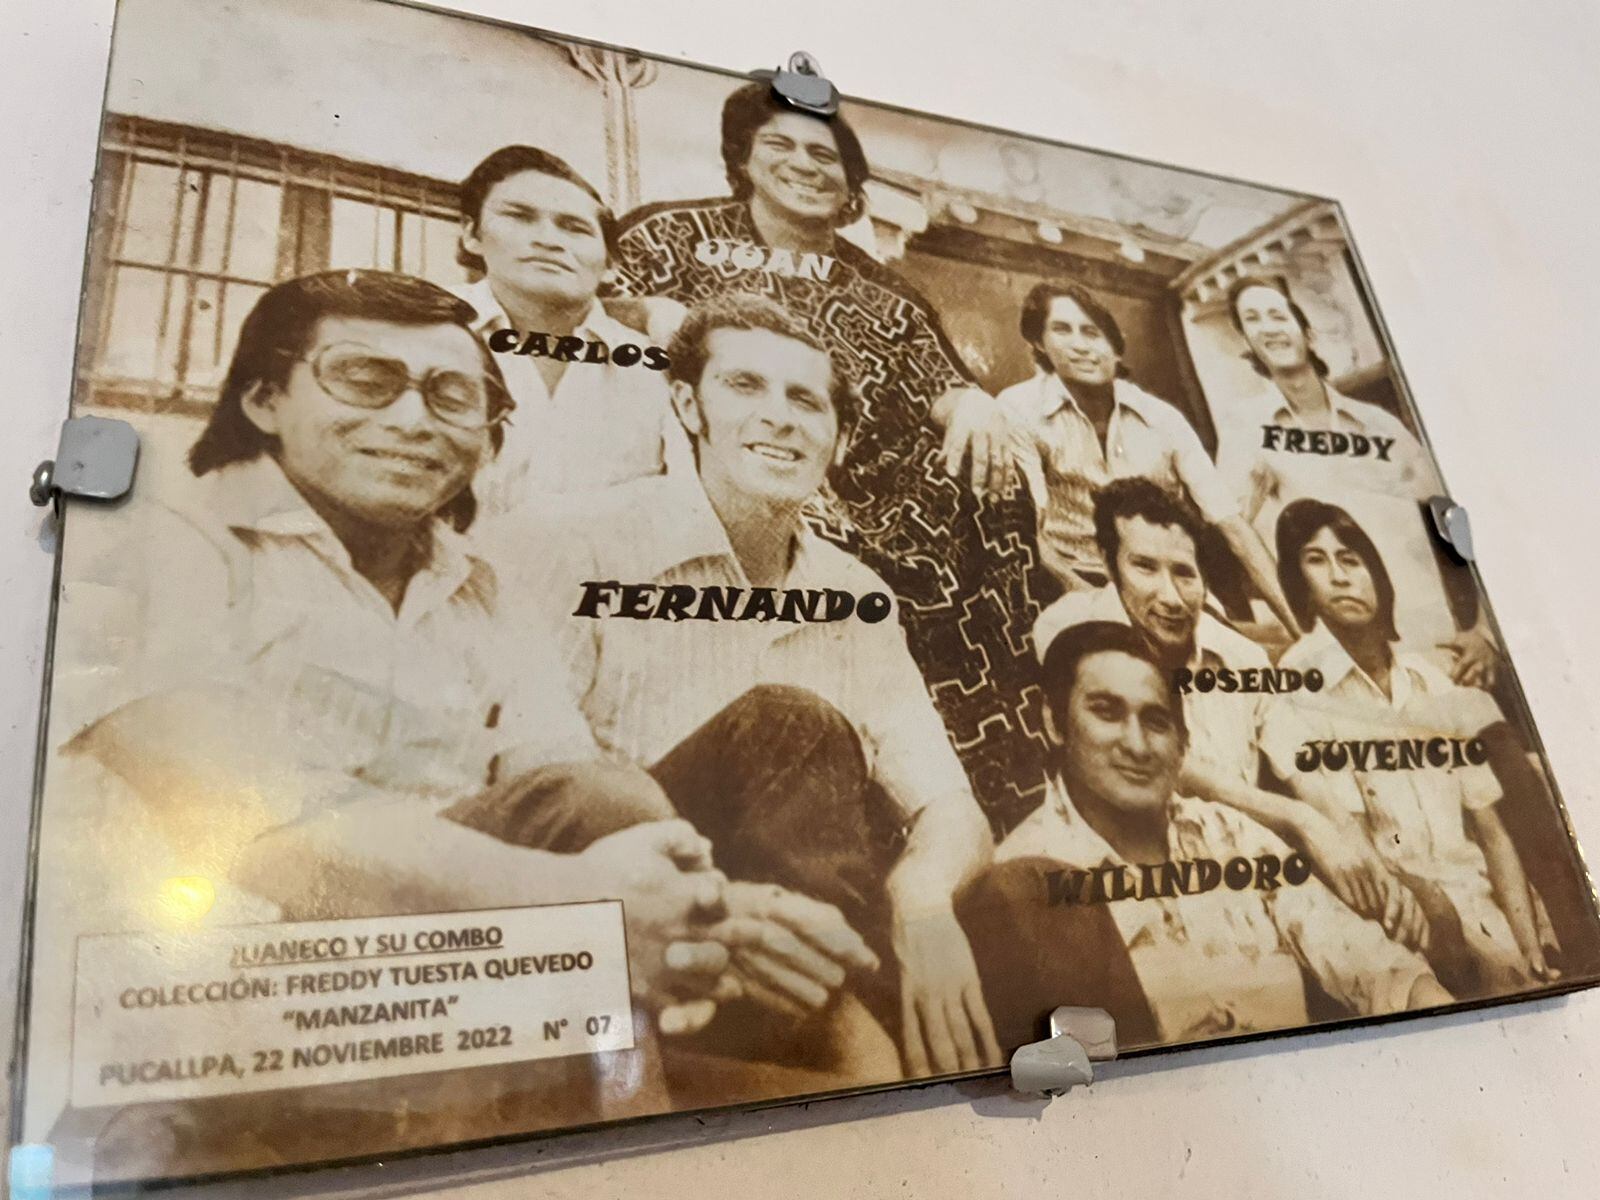 JUAN
CARLOS
FREDDY
FERNANDO
ROSENDO
JUVENCIO
WILINDORO
JUANECO Y SU COMBO
COLECCIÓN: FREDDY TUESTA QUEVEDO
“MANZANITA”
PUCALLPA, 22 NOVIEMBRE 2022 N° 07